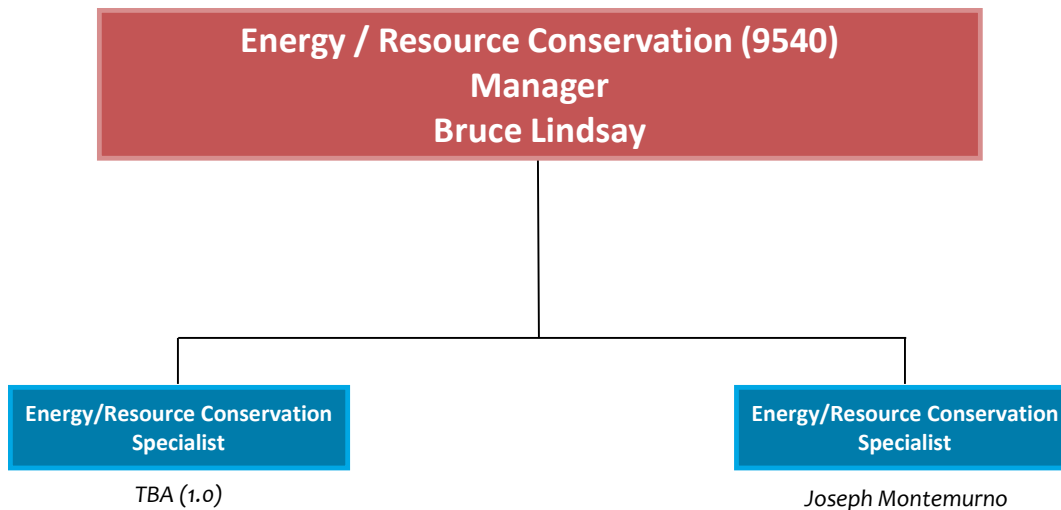 Energy / Resource Conservation (9540)
Manager
Bruce Lindsay
Energy/Resource Conservation
Specialist
TBA (1.0)
Energy/Resource Conservation
Specialist
Joseph Montemurno